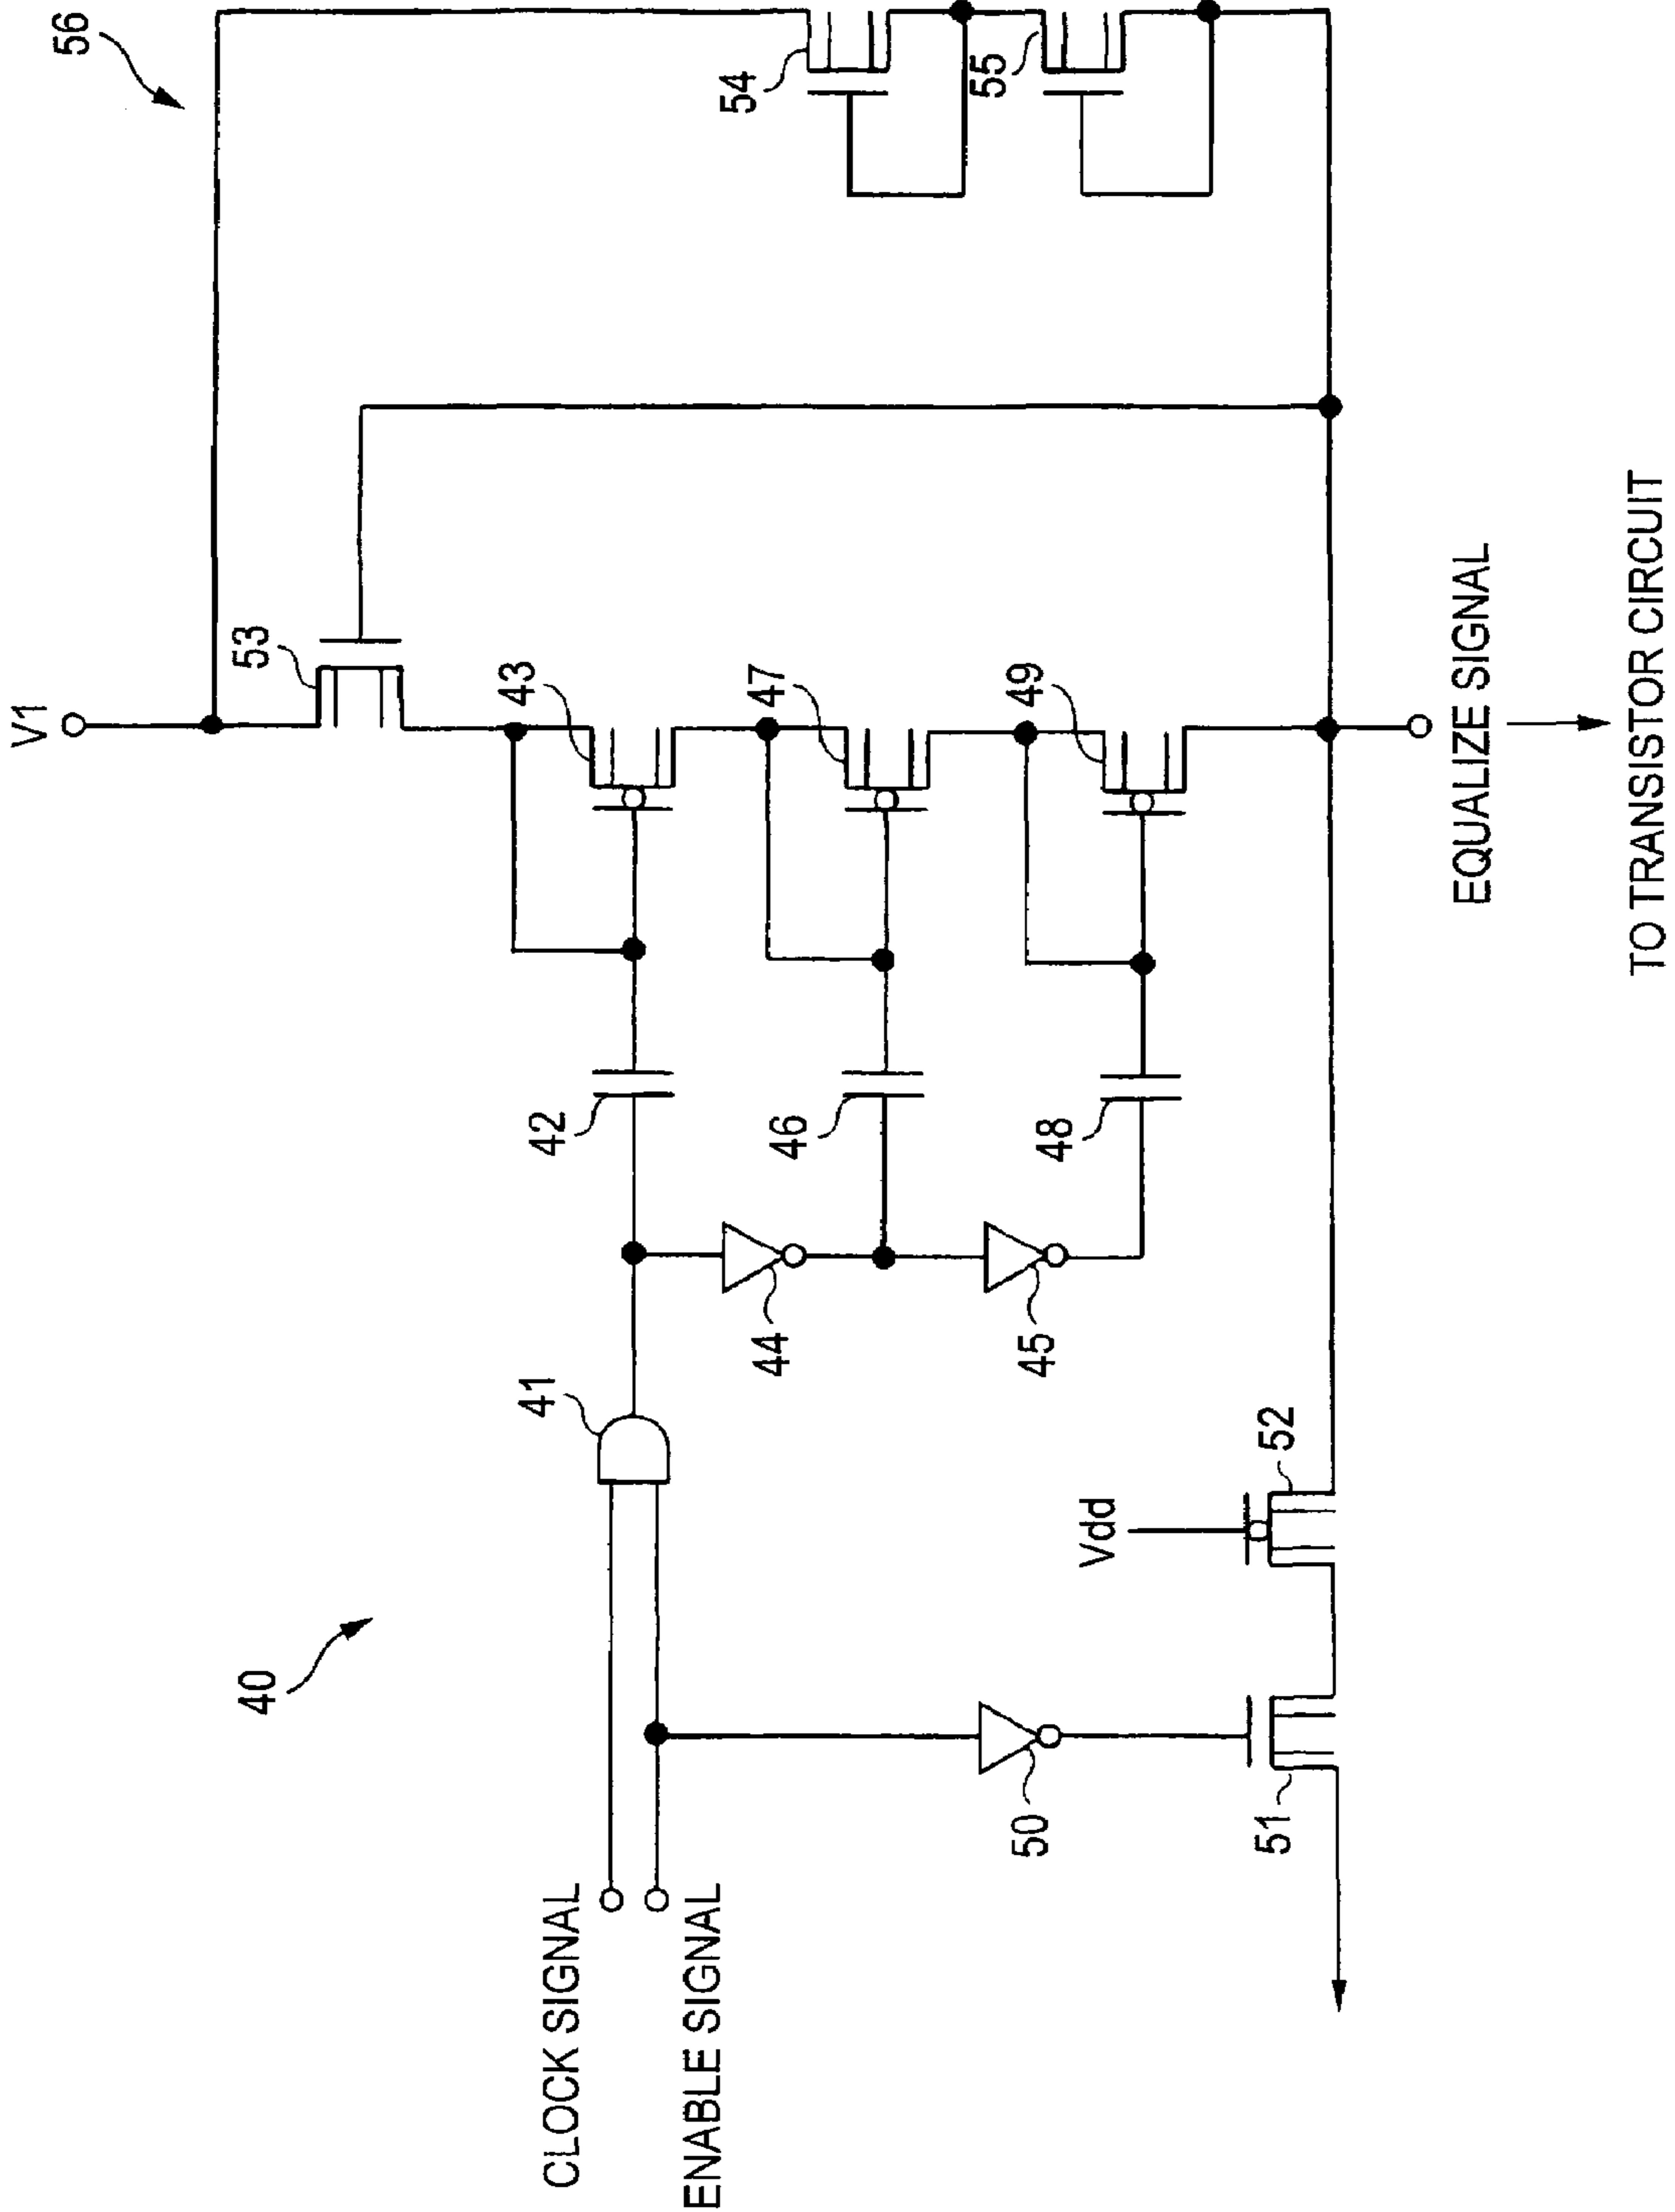 56
V1
53
54
55
43
47
49
42
46
48
44
45
41
40
52
Vdd
50
51
CLOCK SIGNAL
ENABLE SIGNAL
EQUALIZE SIGNAL
TO TRANSISTOR CIRCUIT